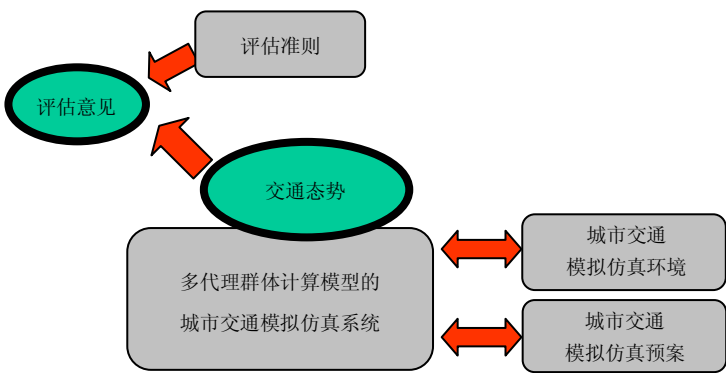 评估准则
评估意见
交通态势
多代理群体计算模型的
城市交通模拟仿真系统
城市交通
模拟仿真环境
城市交通
模拟仿真预案